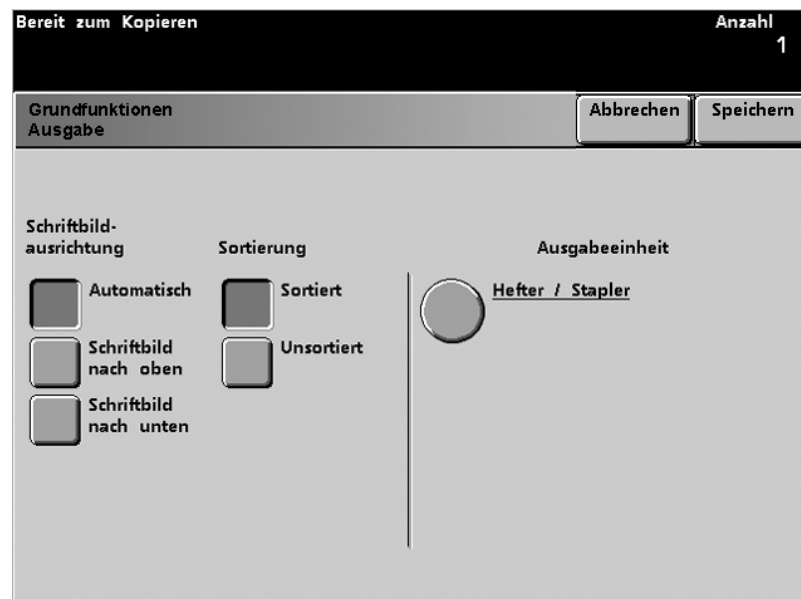 Bereit zum Kopieren
Anzahl
1
Grundfunktionen
Ausgabe
Abbrechen
Speichern
Schriftbild-
ausrichtung
Automatisch
Schriftbild
nach oben
Schriftbild
nach unten
Sortierung
Sortiert
Unsortiert
Ausgabeeinheit
Hefter / Stapler